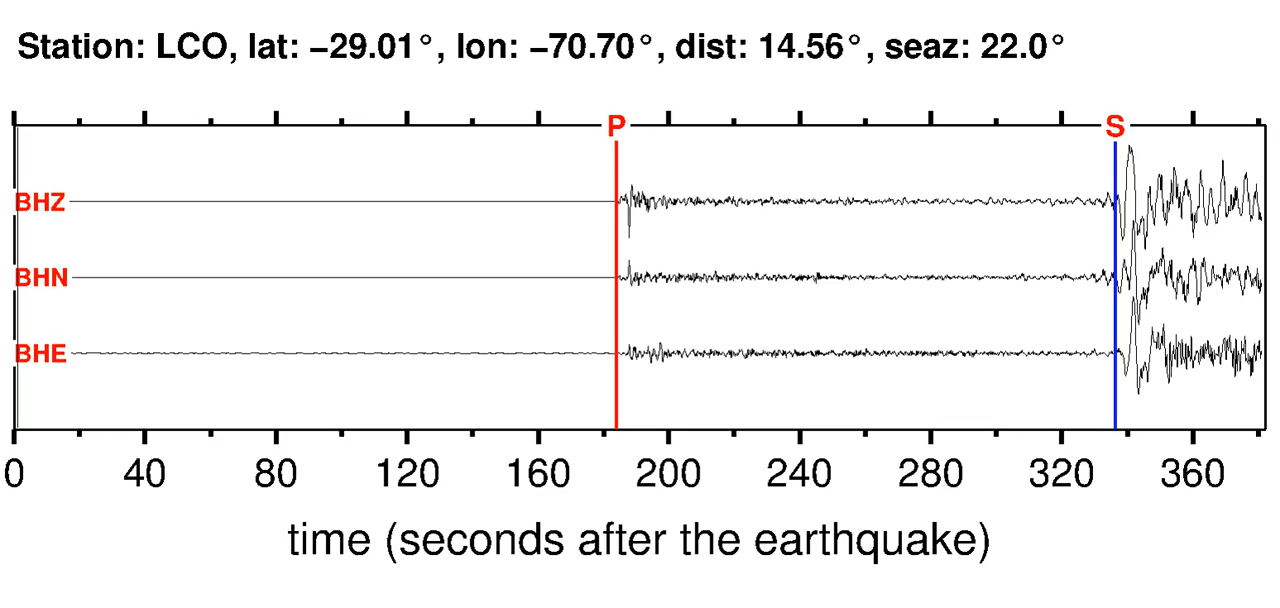 Station: LCO, lat: −29.01°, lon: −70.70°, dist: 14.56°, seaz: 22.0°
P S
BHZ
BHN
BHE
0 40 80 120 160 200 240 280 320 360
time (seconds after the earthquake)